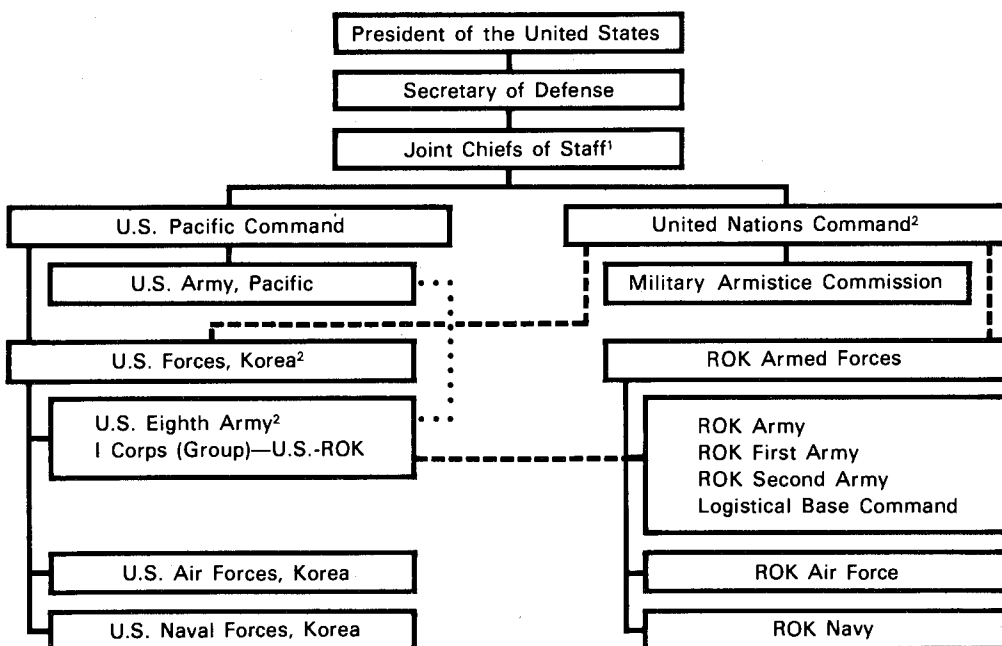 President of the United States
Secretary of Defense
Joint Chiefs of Staff¹
U.S. Pacific Command
United Nations Command²
U.S. Army, Pacific
Military Armistice Commission
U.S. Forces, Korea²
ROK Armed Forces
U.S. Eighth Army²
I Corps (Group)—U.S.-ROK
ROK Army
ROK First Army
ROK Second Army
Logistical Base Command
U.S. Air Forces, Korea
ROK Air Force
U.S. Naval Forces, Korea
ROK Navy